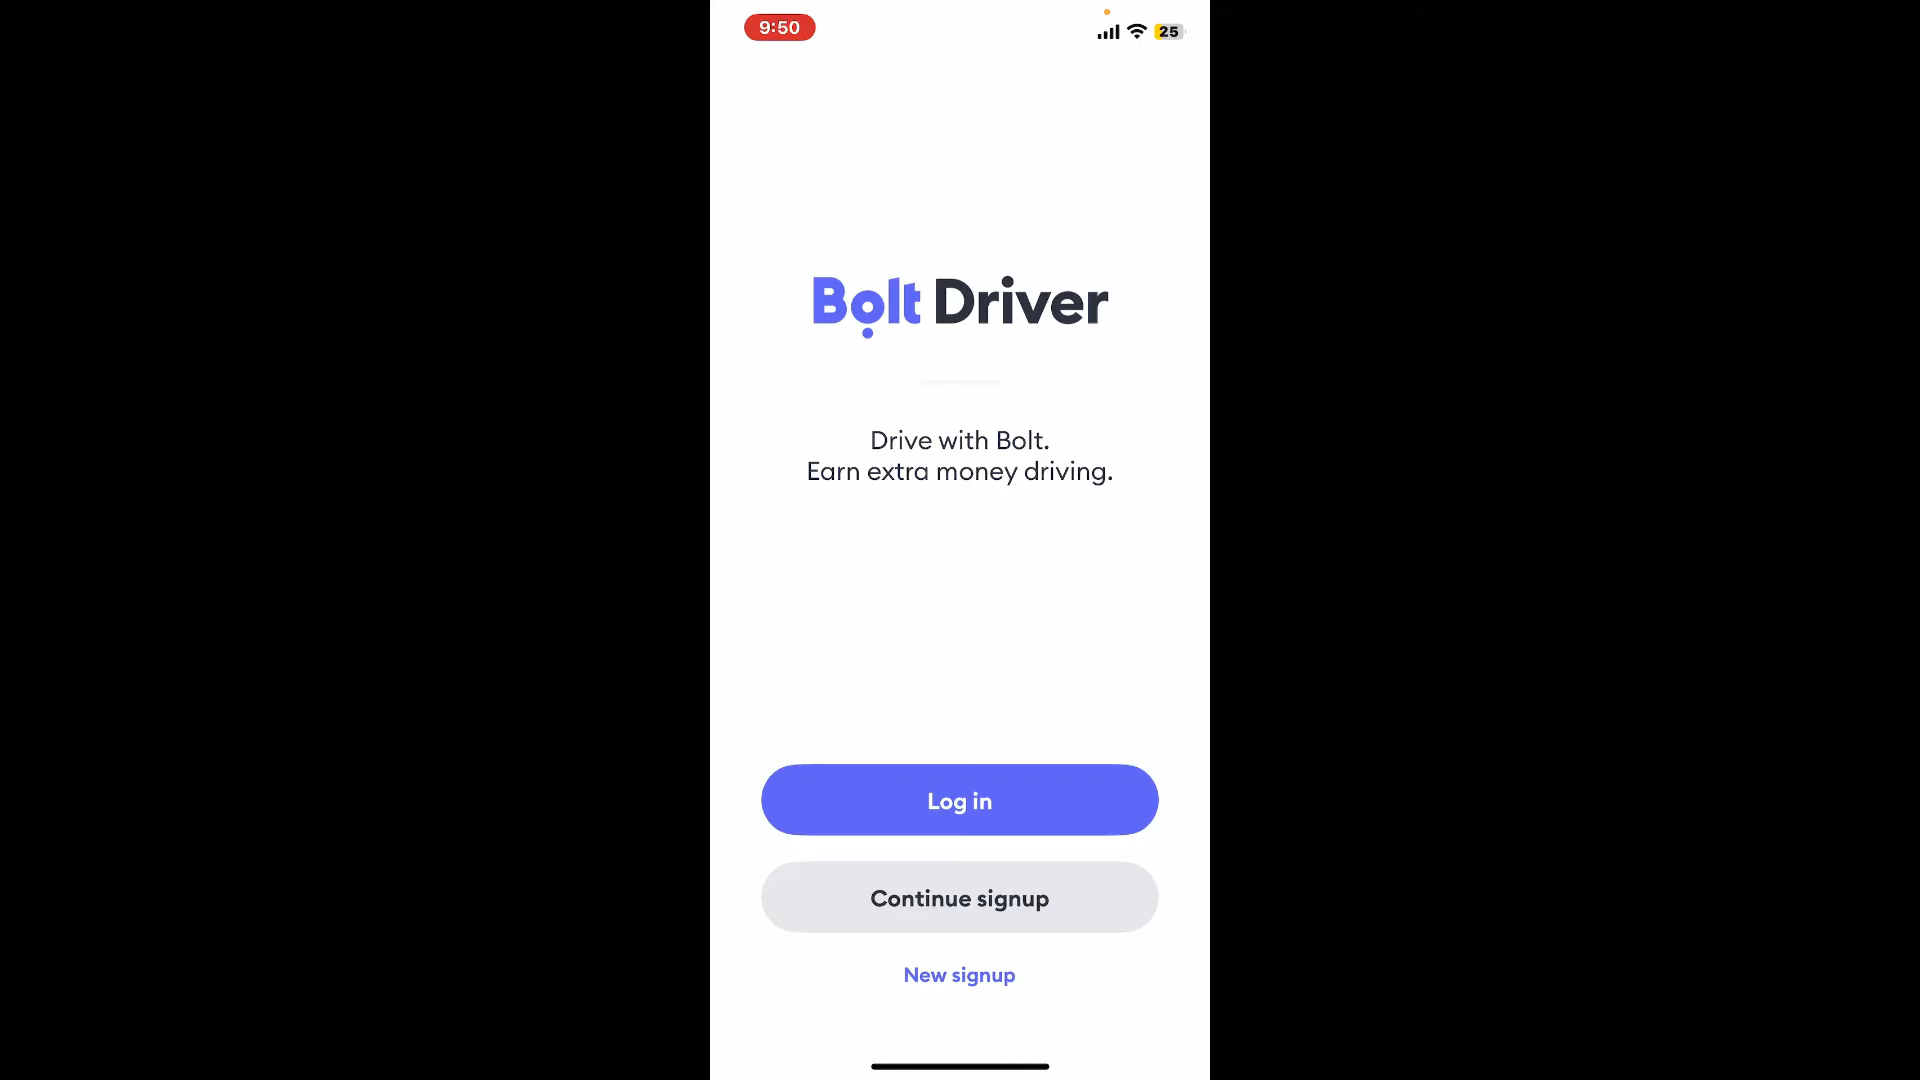 9:50
25
Bolt Driver
Drive with Bolt.
Earn extra money driving.
Log in
Continue signup
New signup